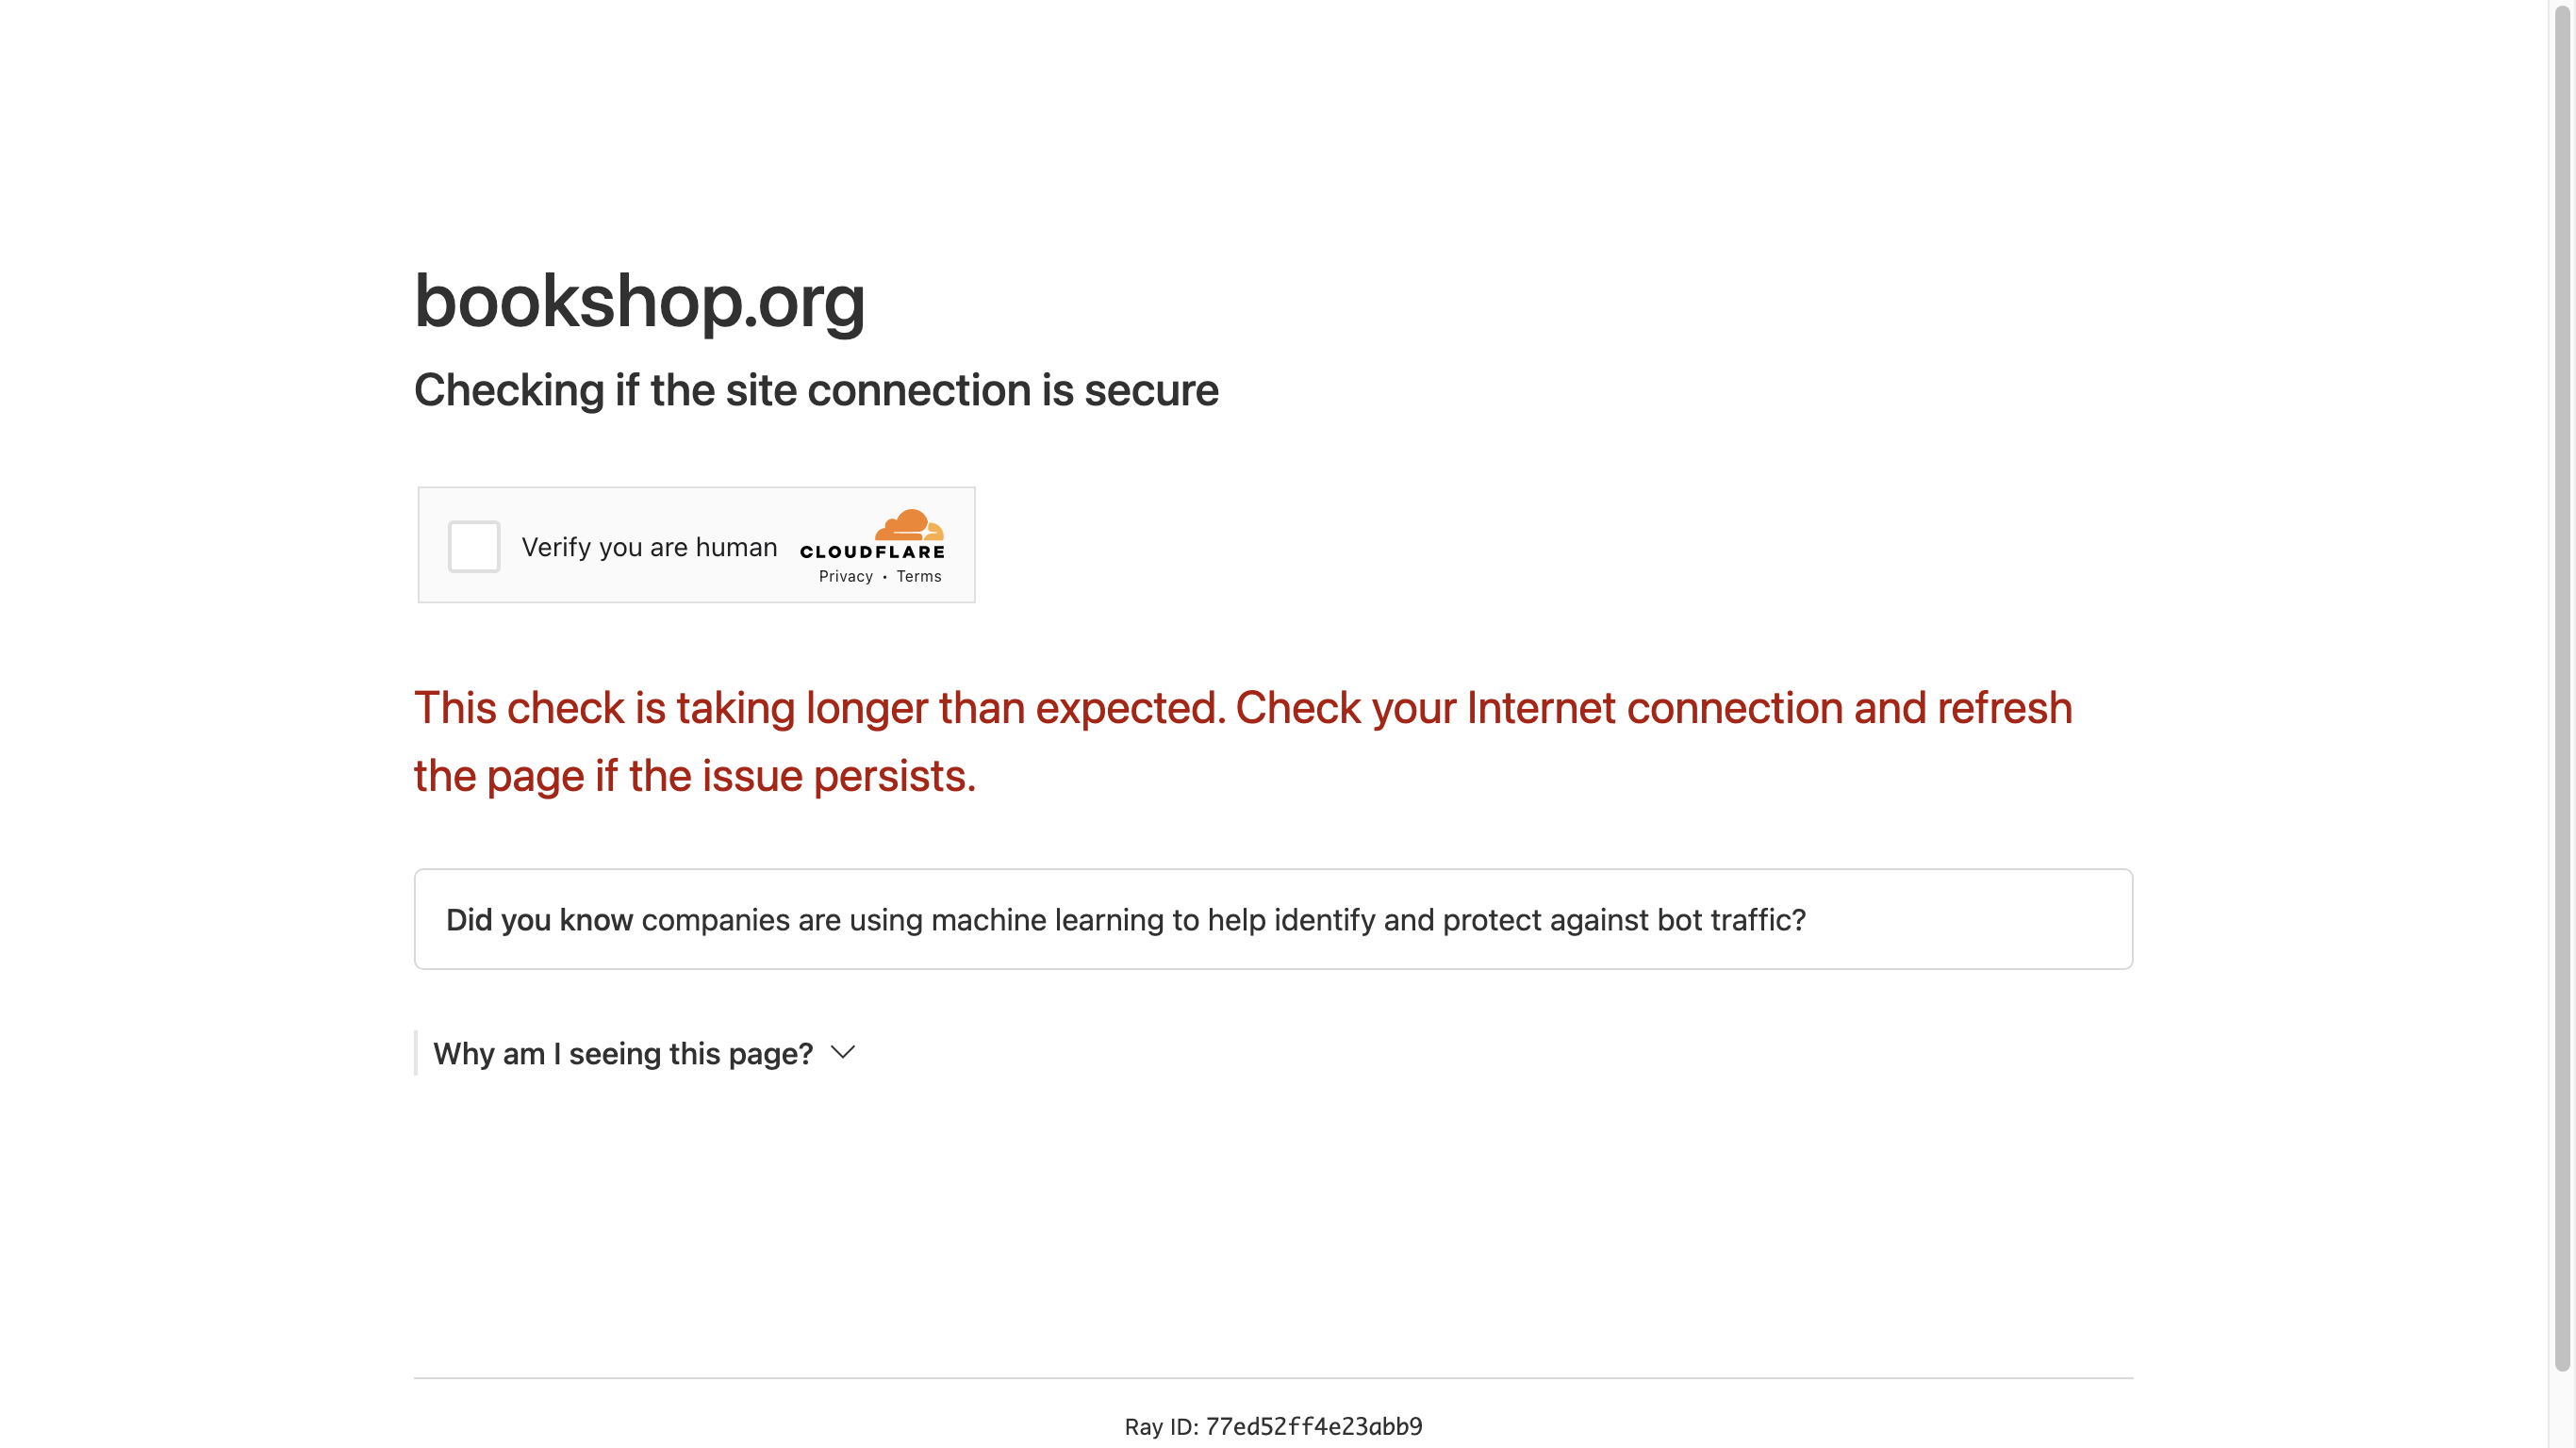 bookshop.org
Checking if the site connection is secure
Verify you are human
CLOUDFLARE
Privacy • Terms
This check is taking longer than expected. Check your Internet connection and refresh
the page if the issue persists.
Did you know companies are using machine learning to help identify and protect against bot traffic?
Why am I seeing this page?
Ray ID: 77ed52ff4e23abb9